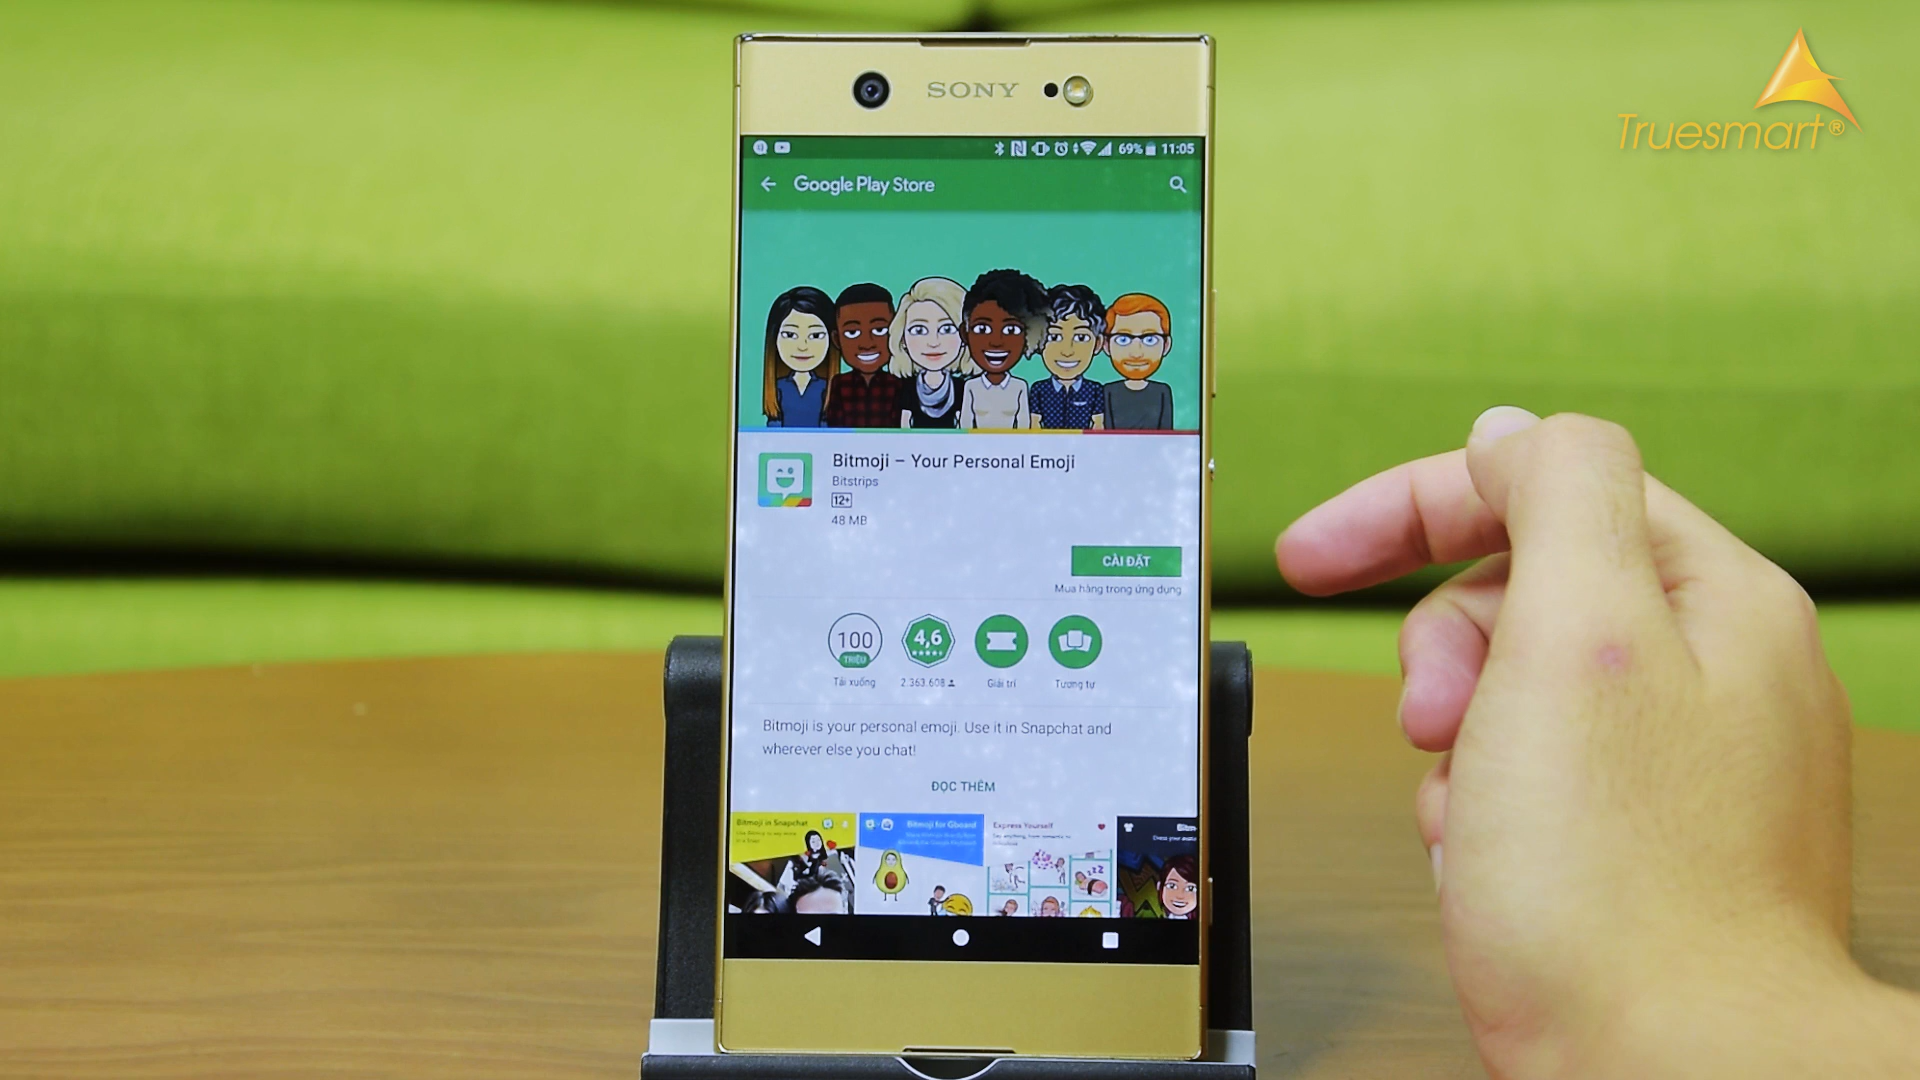 SONY
Truesmart®
69% 11:05
Google Play Store
Bitmoji – Your Personal Emoji
Bitstrips
12+
48 MB
CÀI ĐẶT
Mua hàng trong ứng dụng
100
TRIỆU
4,6
Tải xuống
2.363.608
Giải trí
Tương tự
Bitmoji is your personal emoji. Use it in Snapchat and
wherever else you chat!
ĐỌC THÊM
Bitmoji in Snapchat
Bitmoji for Gboard
Express Yourself